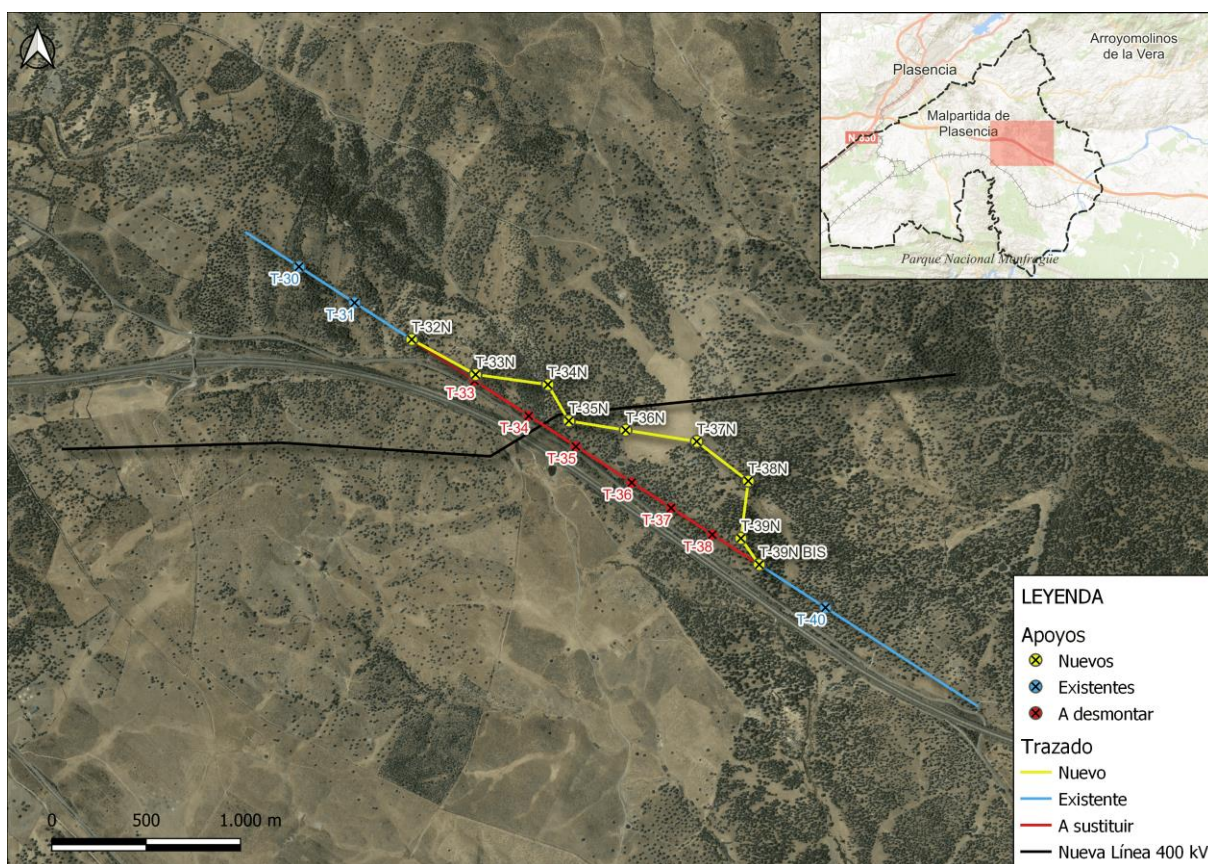 Arroyomolinos
de la Vera
Plasencia
Malpartida de
Plasencia
N-630
Parque Nacional Monfragüe
T-30
T-31
T-32N
T-33N
T-34N
T-33
T-35N
T-34
T-36N
T-37N
T-35
T-38N
T-36
T-37
T-39N
T-38
T-39N BIS
T-40
LEYENDA
Apoyos
Nuevos
Existentes
A desmontar
Trazado
Nuevo
Existente
A sustituir
Nueva Línea 400 kV
0 500 1.000 m